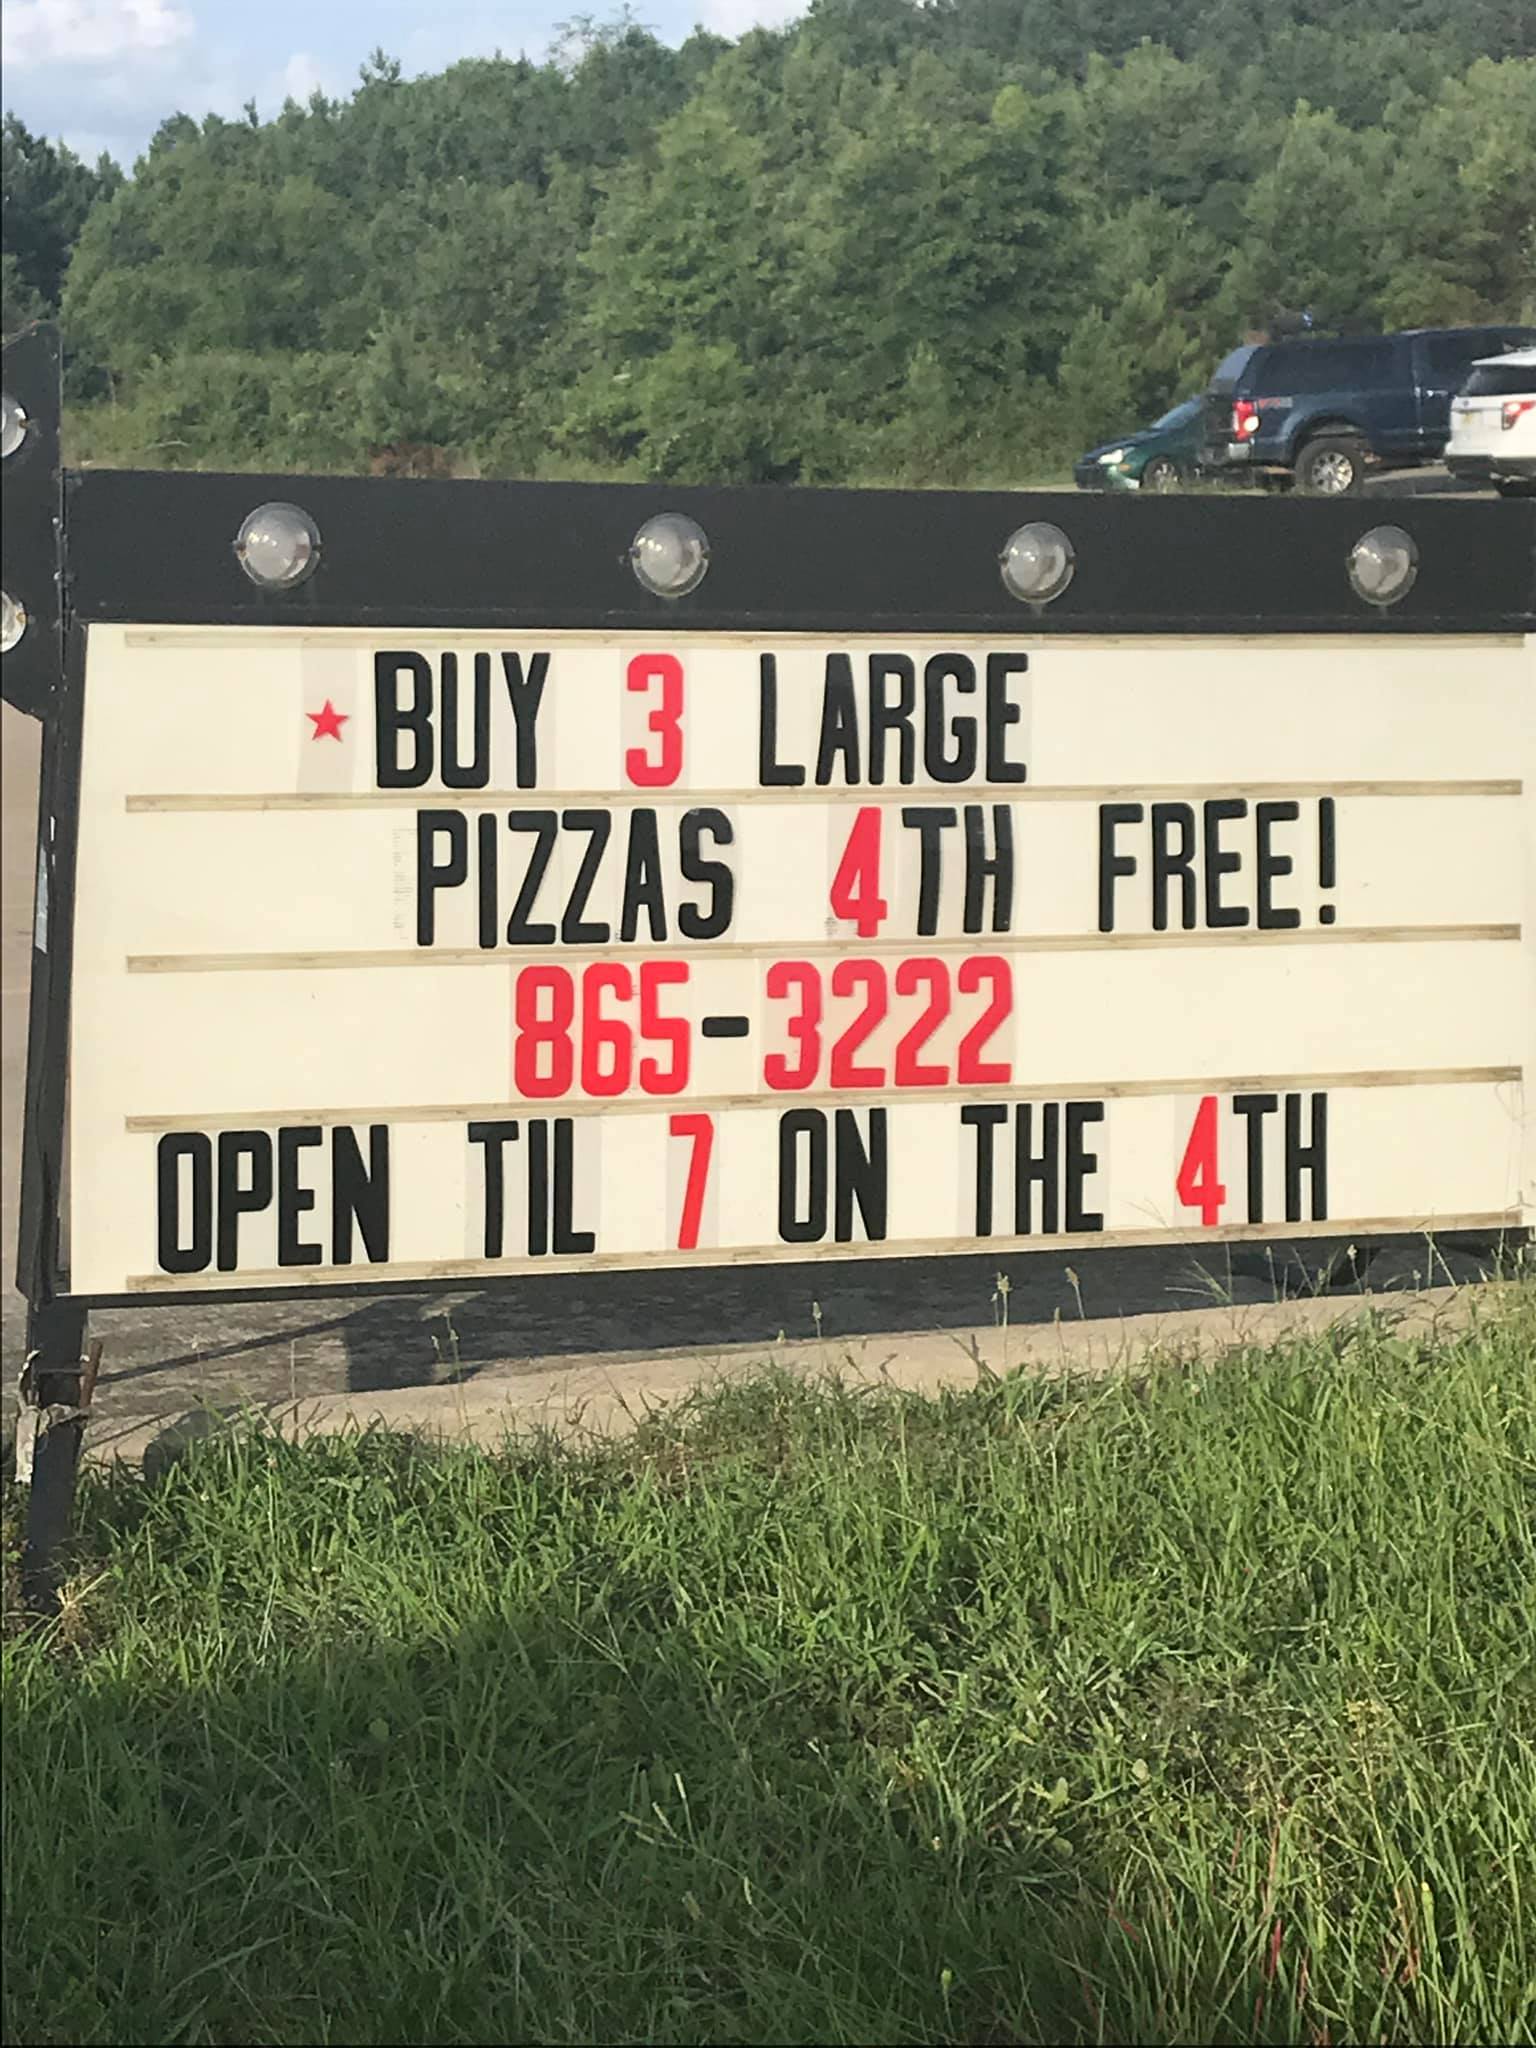 ★ BUY 3 LARGE
PIZZAS 4TH FREE!
865-3222
OPEN TIL 7 ON THE 4TH